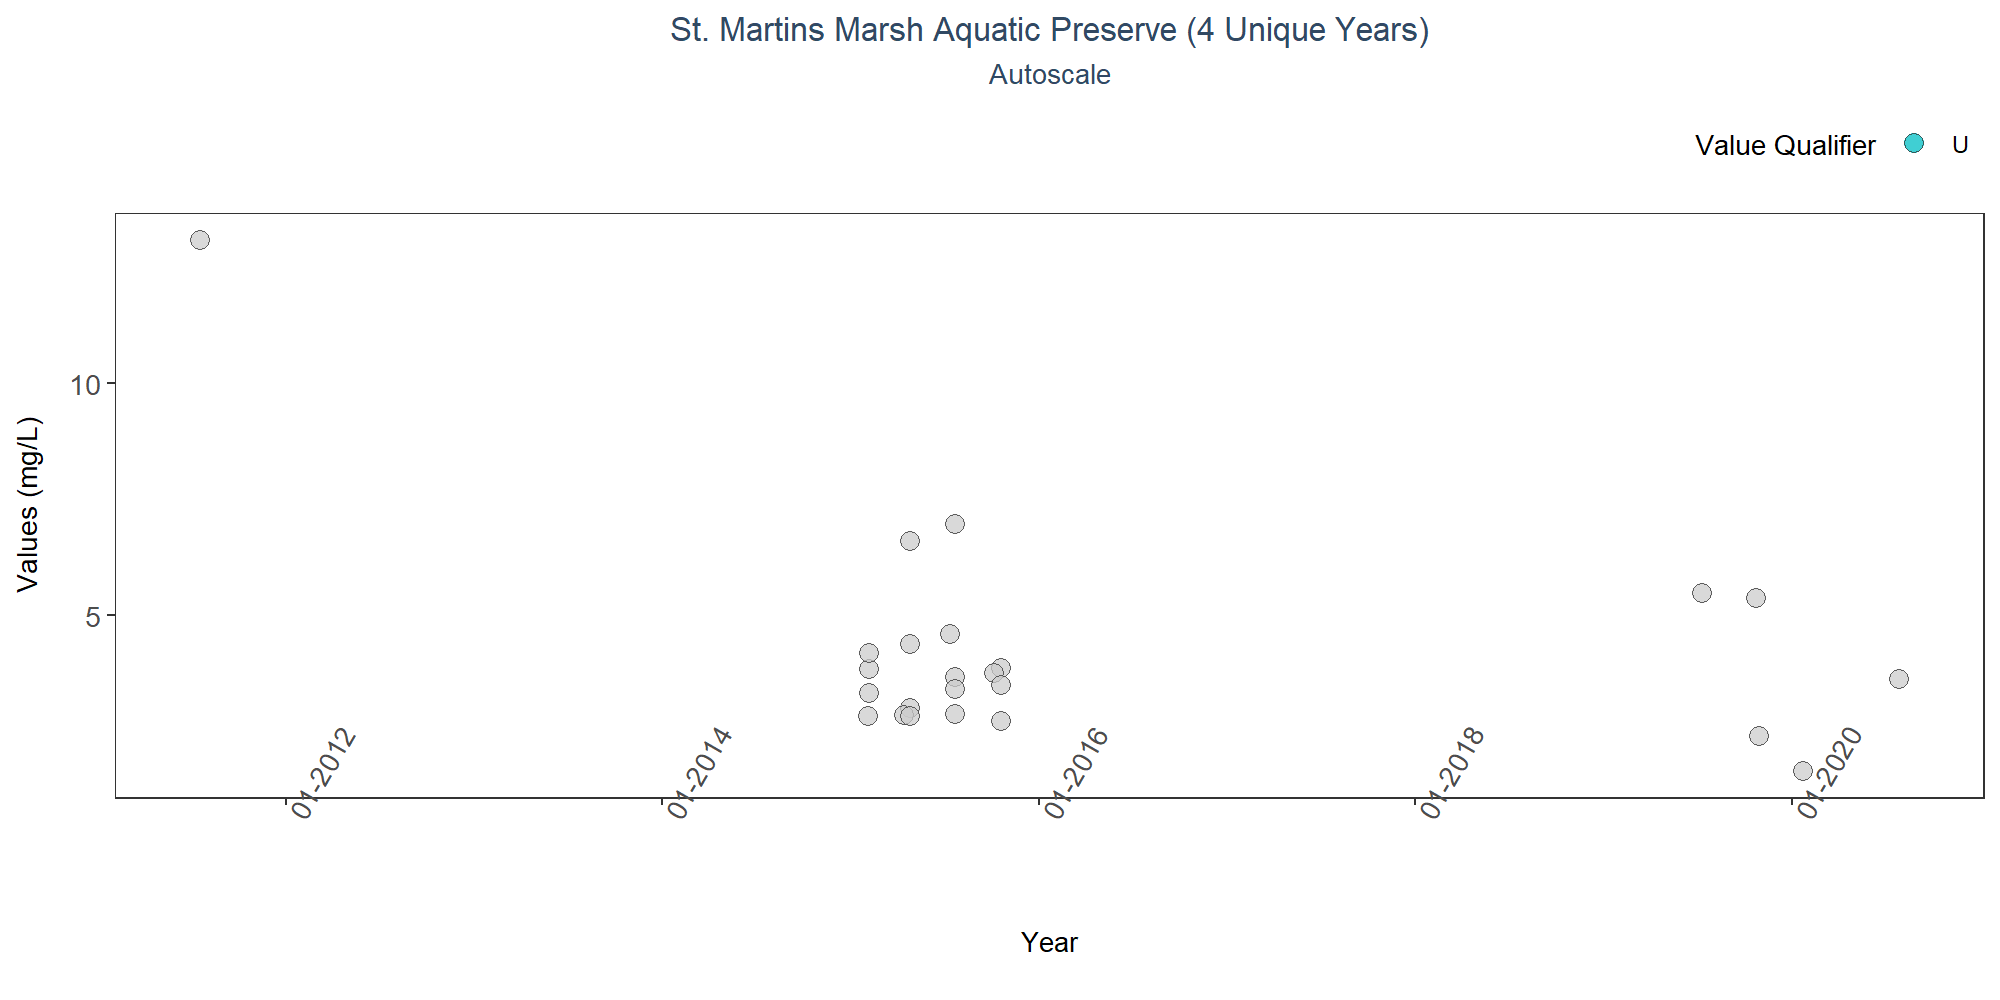 St. Martins Marsh Aquatic Preserve (4 Unique Years)
Autoscale
Value Qualifier U
Values (mg/L)
10
5
01-2012
01-2014
01-2016
01-2018
01-2020
Year